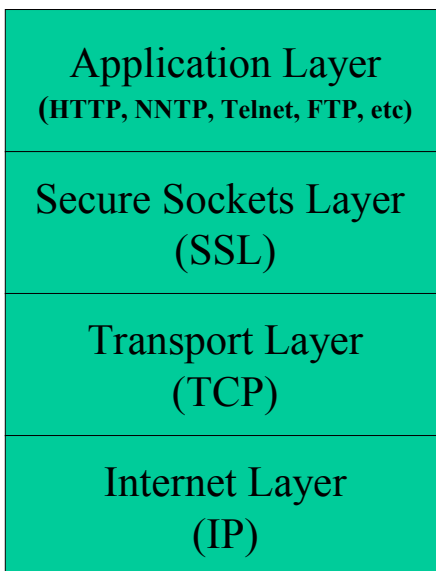 Application Layer
(HTTP, NNTP, Telnet, FTP, etc)
Secure Sockets Layer
(SSL)
Transport Layer
(TCP)
Internet Layer
(IP)